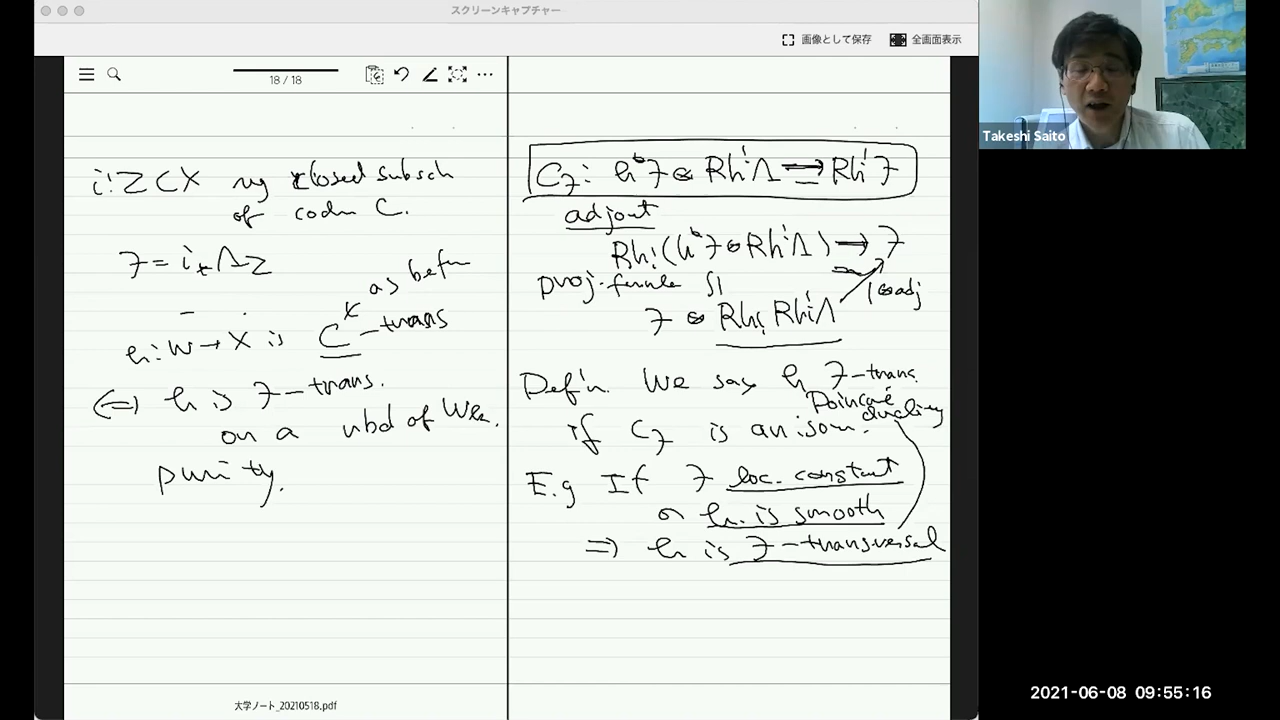 スクリーンキャプチャー
画像として保存
全画面表示
18 / 18
i: Z ⊂ X reg closed subsch
of codim C.
F = i_* Λ_Z
as before
h: W → X is C-trans
⇔ h is F-trans.
on a nbd of W_Z.
purity.
大学ノート_20210518.pdf
C_F: h^*F ⊗ Rh^!Λ → Rh^!F
adjoint
Rh_!(h^*F ⊗ Rh^!Λ) → F
proj. formula
1⊗adj
F ⊗ Rh_! Rh^!Λ
Def'n. We say h F-trans.
if C_F is an isom.
Poincaré
duality
E.g If F loc. constant
or h is smooth
⇒ h is F-transversal
Takeshi Saito
2021-06-08 09:55:16